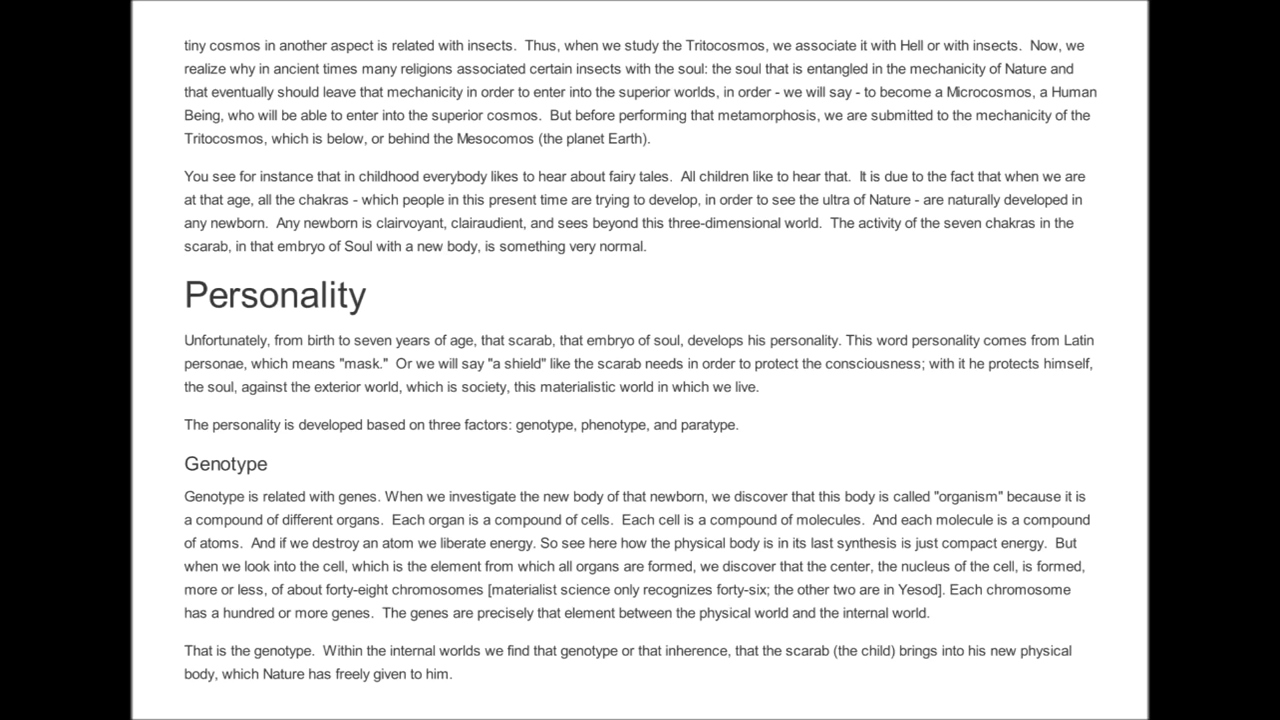 tiny cosmos in another aspect is related with insects.  Thus, when we study the Tritocosmos, we associate it with Hell or with insects.  Now, we
realize why in ancient times many religions associated certain insects with the soul: the soul that is entangled in the mechanicity of Nature and
that eventually should leave that mechanicity in order to enter into the superior worlds, in order - we will say - to become a Microcosmos, a Human
Being, who will be able to enter into the superior cosmos.  But before performing that metamorphosis, we are submitted to the mechanicity of the
Tritocosmos, which is below, or behind the Mesocomos (the planet Earth).
You see for instance that in childhood everybody likes to hear about fairy tales.  All children like to hear that.  It is due to the fact that when we are
at that age, all the chakras - which people in this present time are trying to develop, in order to see the ultra of Nature - are naturally developed in
any newborn.  Any newborn is clairvoyant, clairaudient, and sees beyond this three-dimensional world.  The activity of the seven chakras in the
scarab, in that embryo of Soul with a new body, is something very normal.
Personality
Unfortunately, from birth to seven years of age, that scarab, that embryo of soul, develops his personality. This word personality comes from Latin
personae, which means "mask."  Or we will say "a shield" like the scarab needs in order to protect the consciousness; with it he protects himself,
the soul, against the exterior world, which is society, this materialistic world in which we live.
The personality is developed based on three factors: genotype, phenotype, and paratype.
Genotype
Genotype is related with genes. When we investigate the new body of that newborn, we discover that this body is called "organism" because it is
a compound of different organs.  Each organ is a compound of cells.  Each cell is a compound of molecules.  And each molecule is a compound
of atoms.  And if we destroy an atom we liberate energy. So see here how the physical body is in its last synthesis is just compact energy.  But
when we look into the cell, which is the element from which all organs are formed, we discover that the center, the nucleus of the cell, is formed,
more or less, of about forty-eight chromosomes [materialist science only recognizes forty-six; the other two are in Yesod]. Each chromosome
has a hundred or more genes.  The genes are precisely that element between the physical world and the internal world.
That is the genotype.  Within the internal worlds we find that genotype or that inherence, that the scarab (the child) brings into his new physical
body, which Nature has freely given to him.